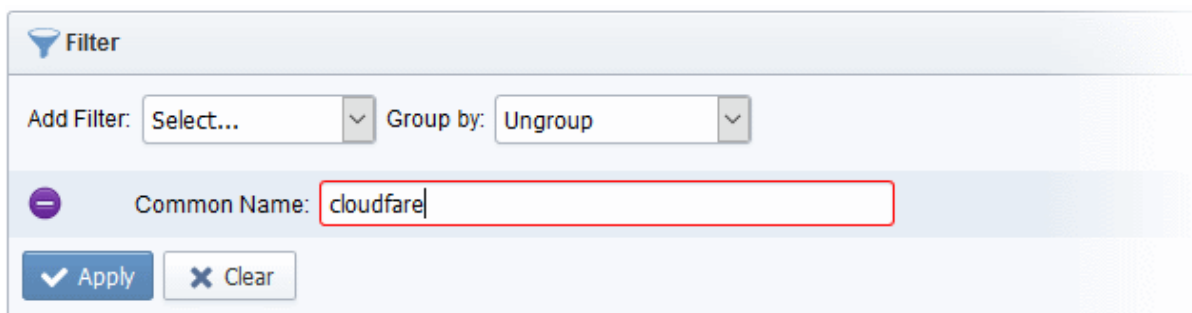 Filter
Add Filter: Select... Group by: Ungroup
Common Name: cloudfare
Apply Clear